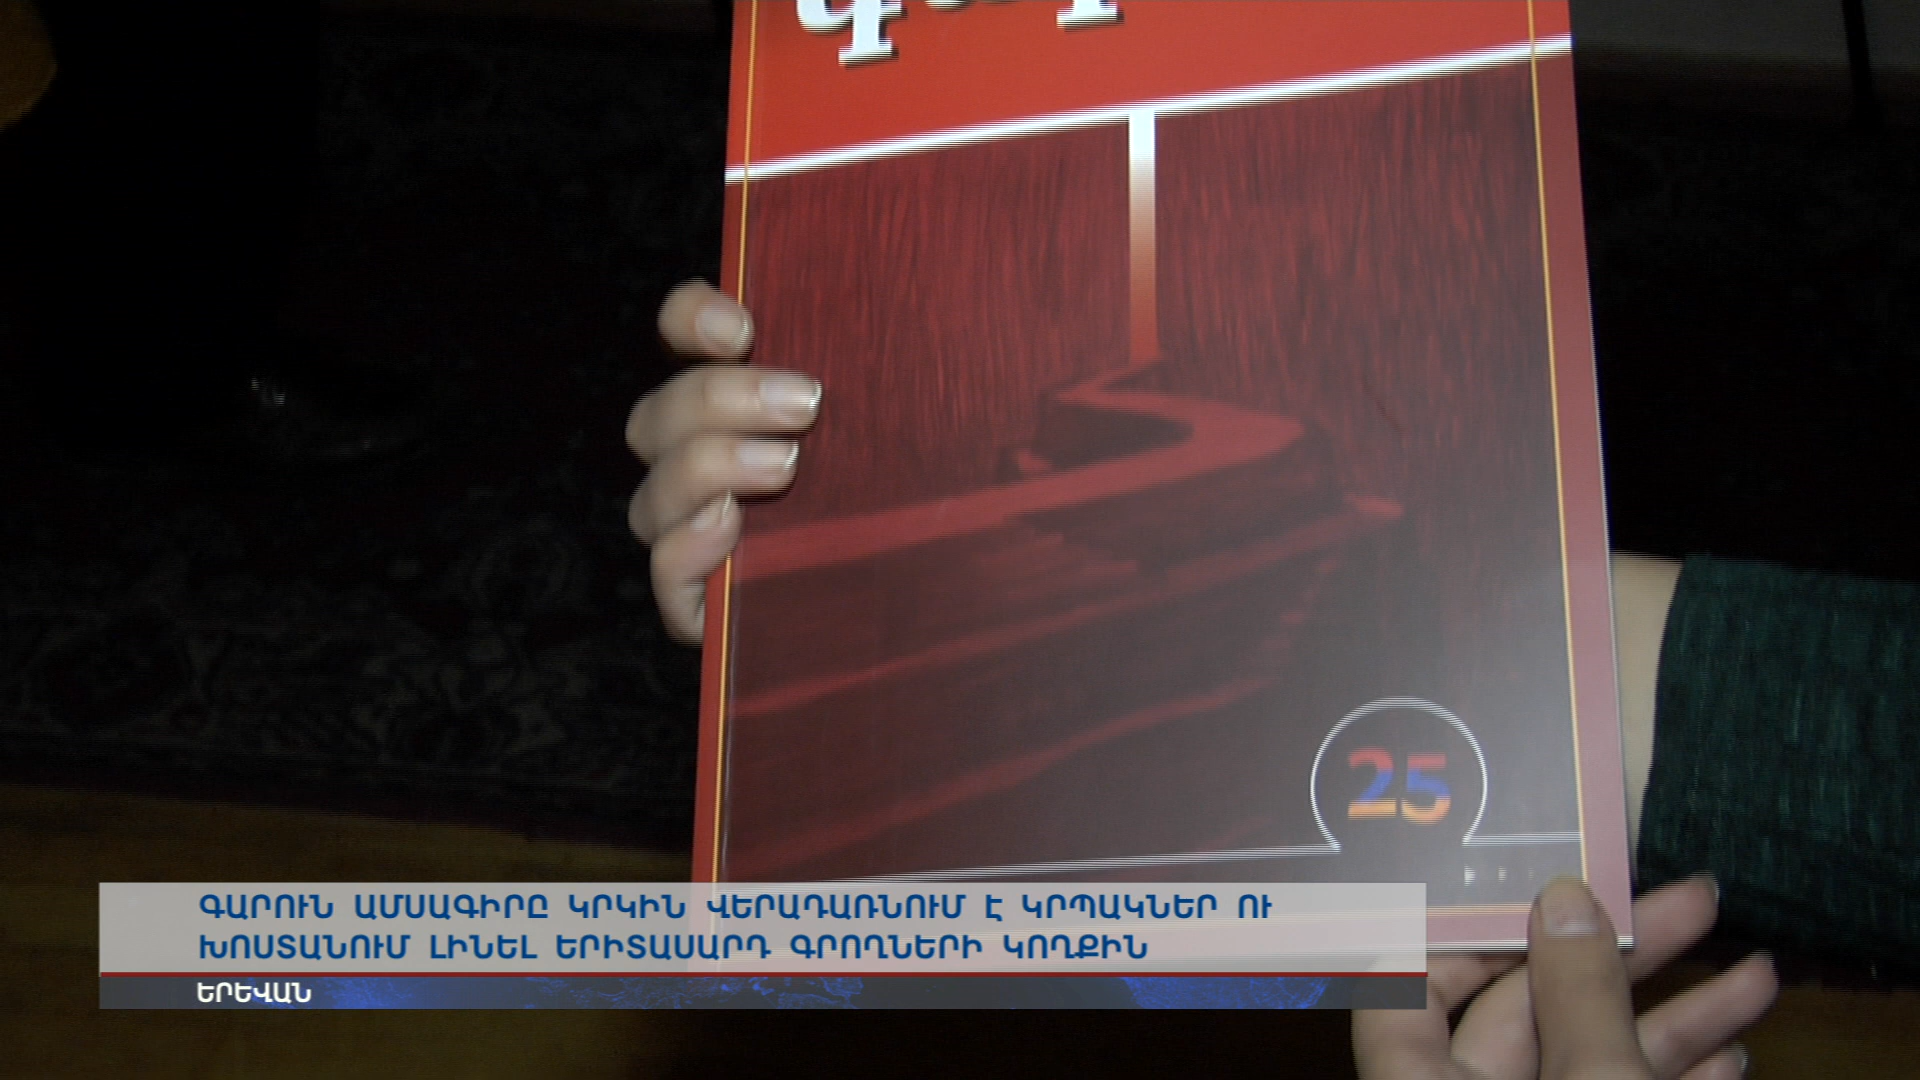 25
ԳԱՐՈՒՆ ԱՄՍԱԳԻՐԸ ԿՐԿԻՆ ՎԵՐԱԴԱՌՆՈՒՄ Է ԿՐՊԱԿՆԵՐ ՈՒ
ԽՈՍՏԱՆՈՒՄ ԼԻՆԵԼ ԵՐԻՏԱՍԱՐԴ ԳՐՈՂՆԵՐԻ ԿՈՂՔԻՆ
ԵՐԵՎԱՆ